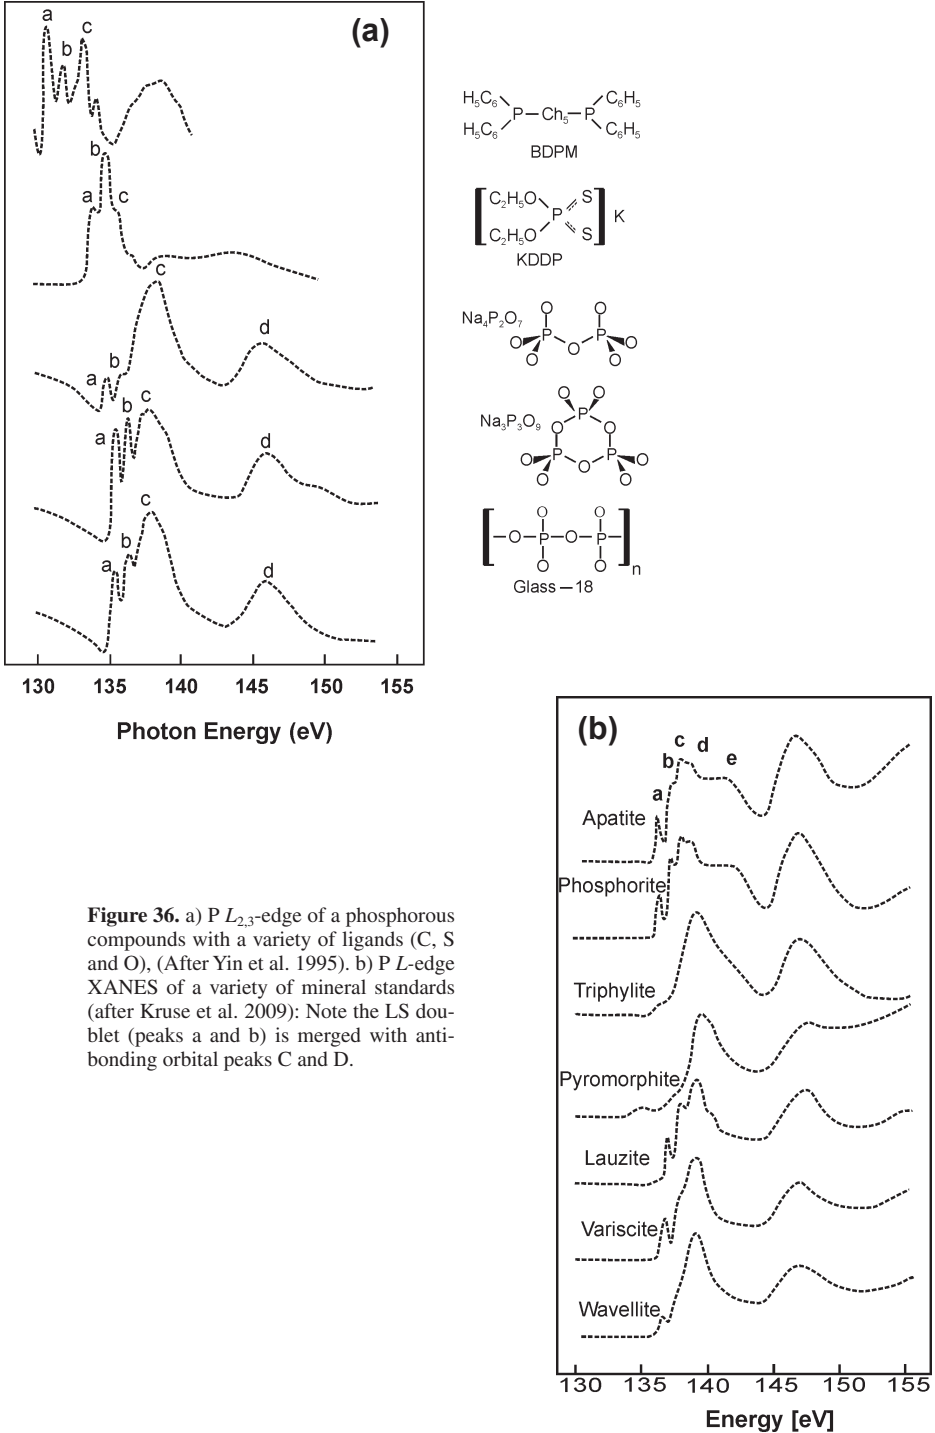 (a)
a
b
c
b
a c
c
a b d
a b c d
a b c d
130 135 140 145 150 155
Photon Energy (eV)
H5C6 C6H5
P Ch5 P
H5C6 C6H5
BDPM
C2H5O S
P K
C2H5O S
KDDP
Na4P2O7
O O
P P
O O O
O O
Na3P3O9
O O
P
O O
O P P O
O O O
O O
O P O P
O O
n
Glass – 18
(b)
a b c d e
Apatite
Phosphorite
Triphylite
Pyromorphite
Lauzite
Variscite
Wavellite
130 135 140 145 150 155
Energy [eV]
Figure 36. a) P L2,3-edge of a phosphorous
compounds with a variety of ligands (C, S
and O), (After Yin et al. 1995). b) P L-edge
XANES of a variety of mineral standards
(after Kruse et al. 2009): Note the LS dou-
blet (peaks a and b) is merged with anti-
bonding orbital peaks C and D.